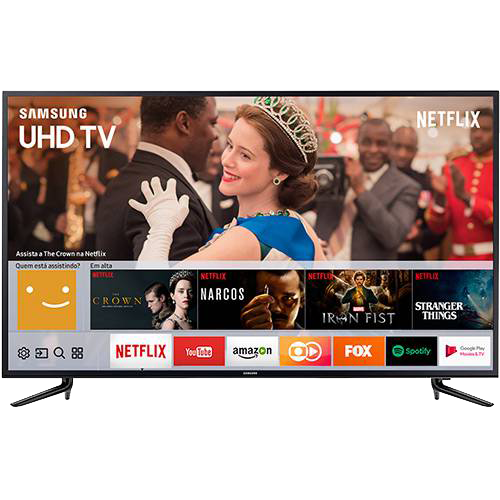 SAMSUNG
UHD TV
NETFLIX
Assista a The Crown na Netflix
Quem está assistindo?
Em alta
NETFLIX
THE
CROWN
NETFLIX
NARCOS
NETFLIX
IRON FIST
NETFLIX
STRANGER
THINGS
NETFLIX
YouTube
amazon
FOX
Spotify
Google Play
Movies & TV
SAMSUNG